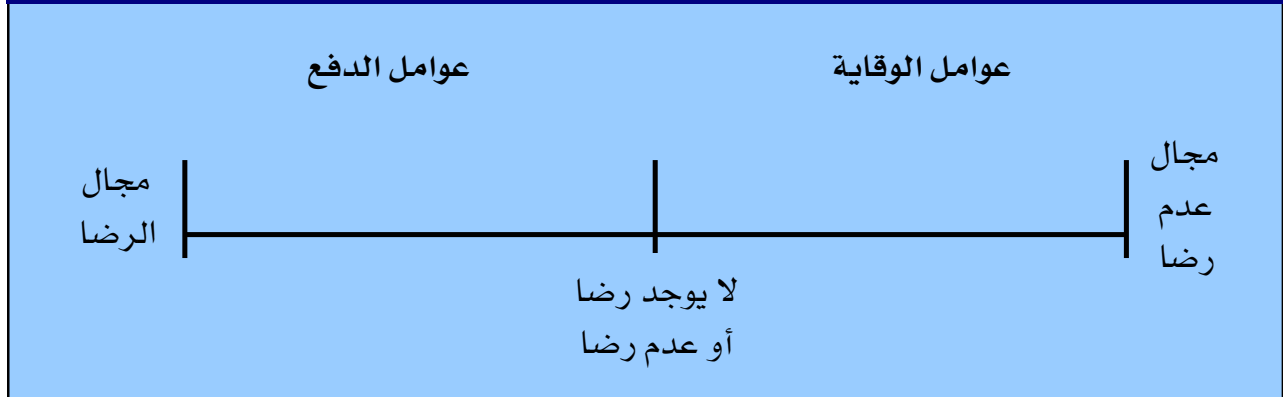 عوامل الوقاية
عوامل الدفع
مجال
عدم
رضا
مجال
الرضا
لا يوجد رضا
أو عدم رضا